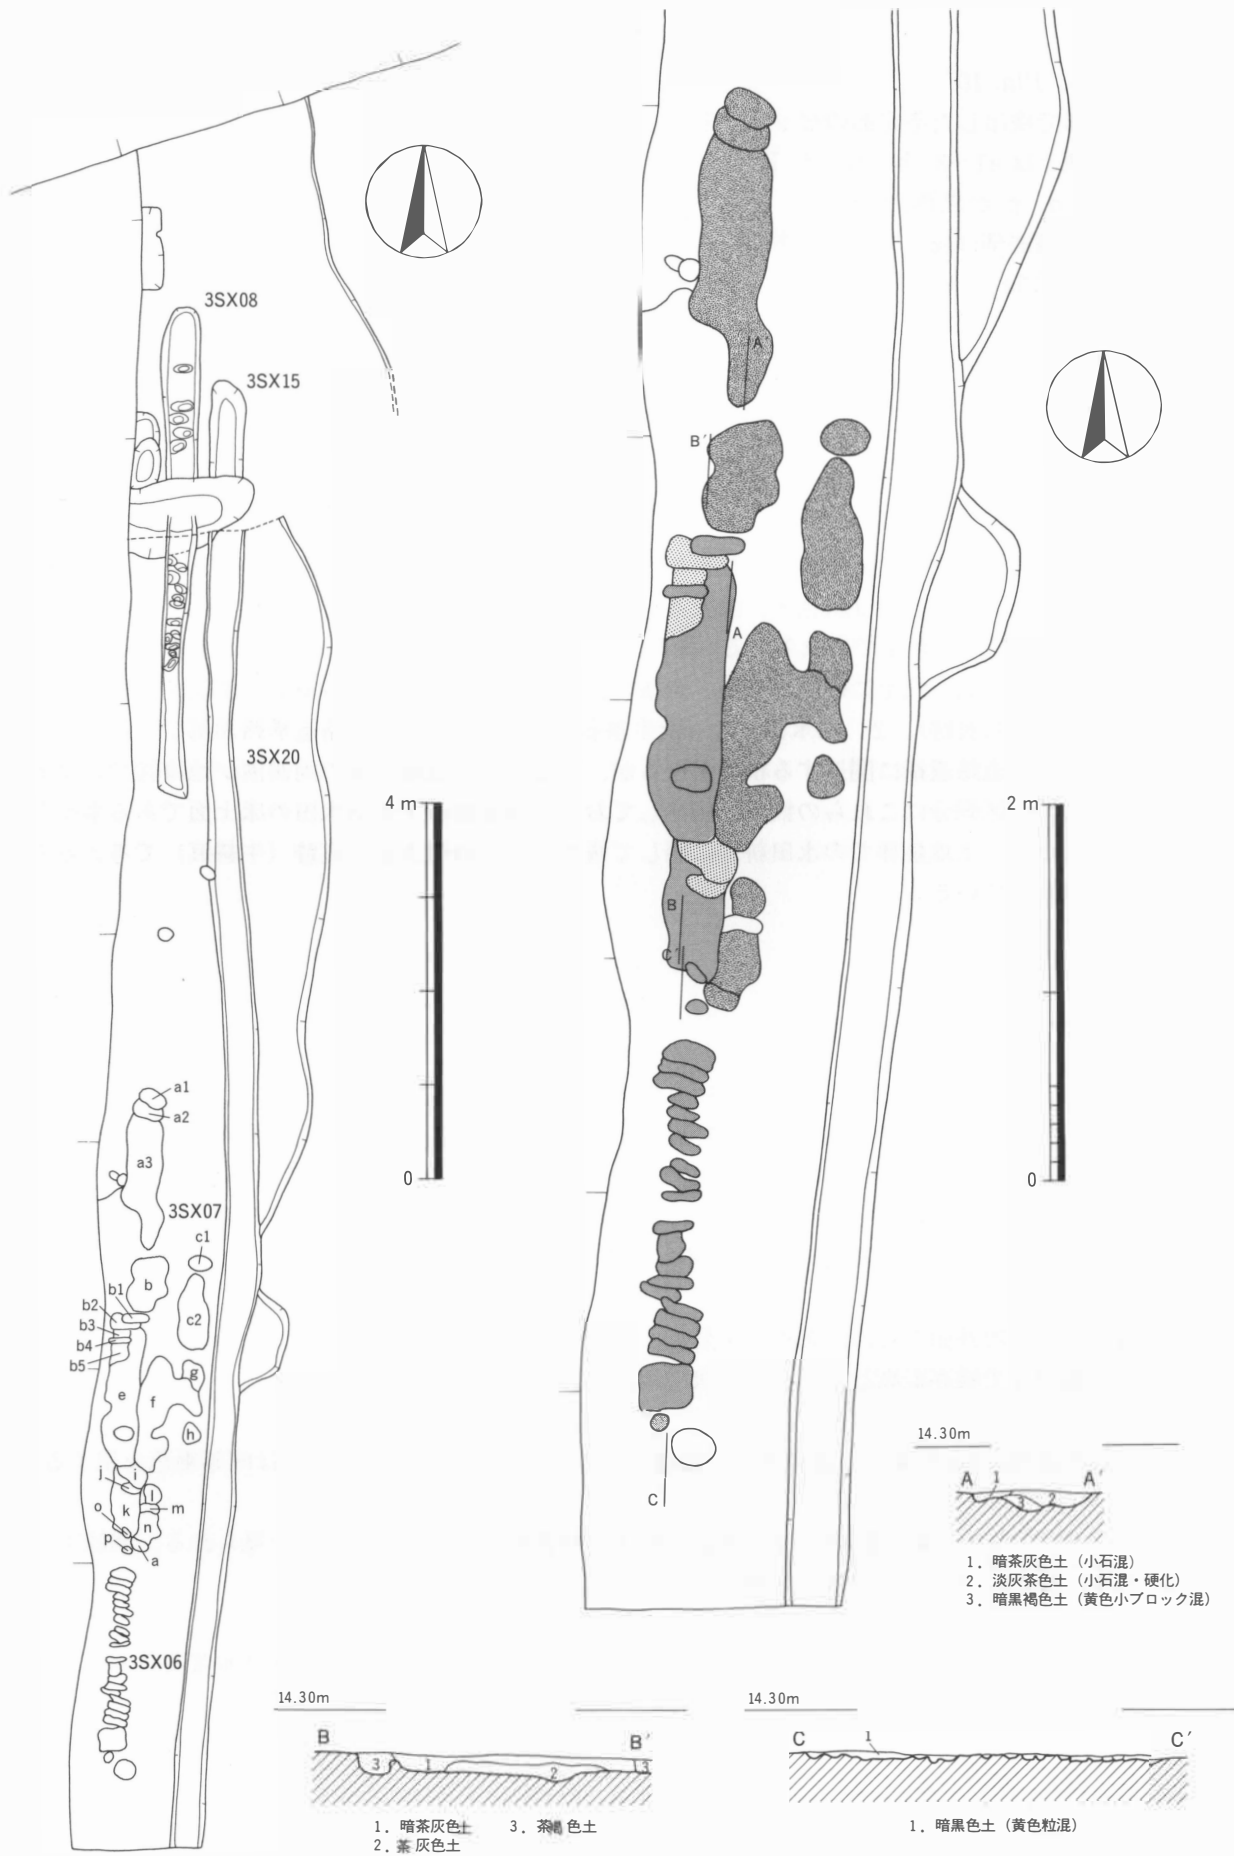 3SX08
3SX15
3SX20
4 m
0
a1
a2
a3
3SX07
c1
b
b1
b2
b3
b4
b5
c2
e
f
g
h
i
j
k
l
m
n
o
p
a
3SX06
A'
B'
A
B
C'
C
2 m
0
14.30m
A 1 A'
3 2
1．暗茶灰色土（小石混）
2．淡灰茶色土（小石混・硬化）
3．暗黒褐色土（黄色小ブロック混）
14.30m
B B'
3 1 2 3
1．暗茶灰色土 3．茶褐色土
2．茶灰色土
14.30m
C 1 C'
1．暗黒色土（黄色粒混）